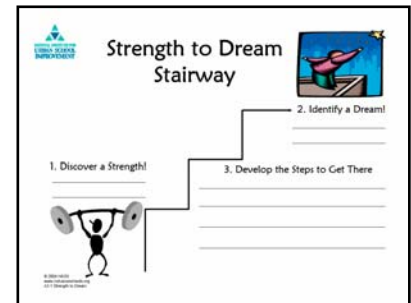 URBAN SCHOOL
IMPROVEMENT
Strength to Dream
Stairway
2. Identify a Dream!
1. Discover a Strength!
3. Develop the Steps to Get There